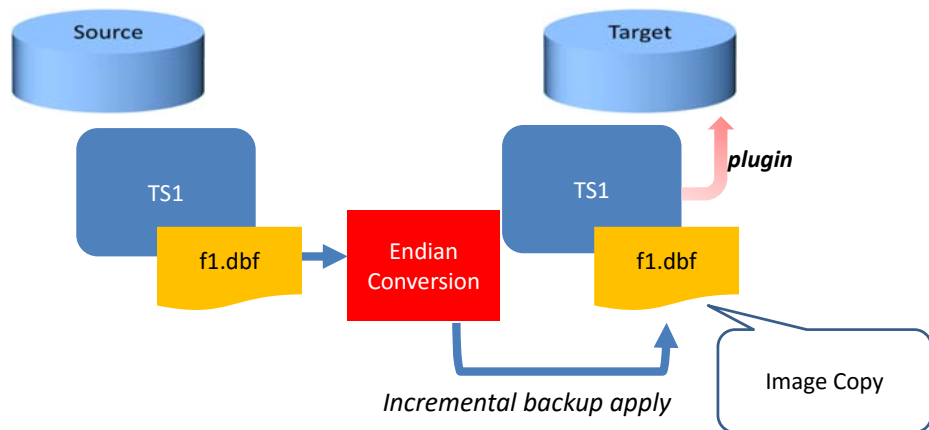 Source
Target
plugin
TS1
TS1
f1.dbf
Endian
Conversion
f1.dbf
Incremental backup apply
Image Copy